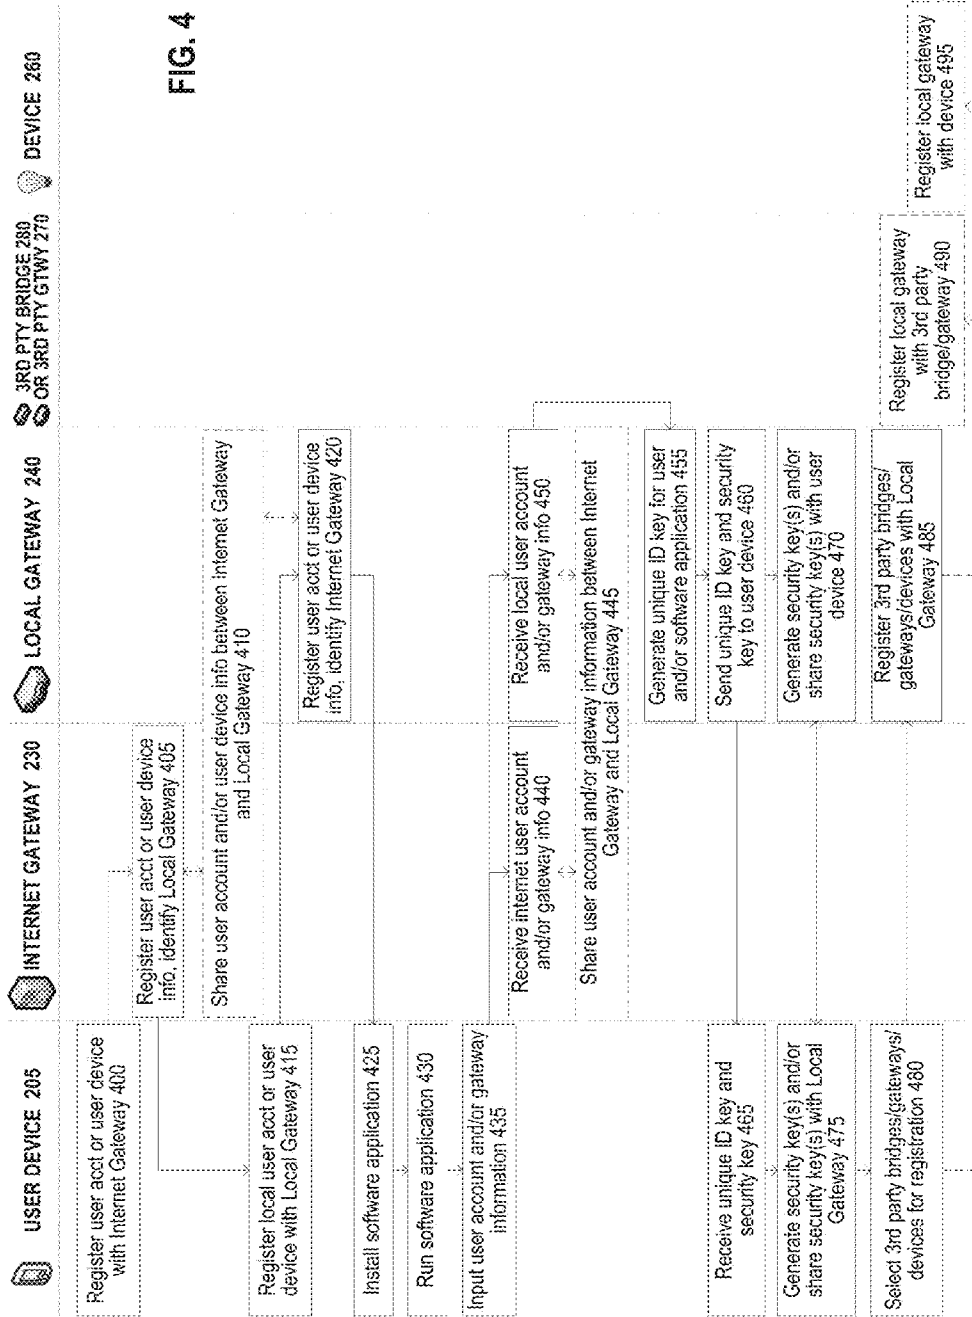 USER DEVICE 205
INTERNET GATEWAY 230
LOCAL GATEWAY 240
3RD PTY BRIDGE 280
OR 3RD PTY GTWY 270
DEVICE 260
FIG. 4
Register user acct or user device
with Internet Gateway 400
Register user acct or user device
info, identify Local Gateway 405
Share user account and/or user device info between Internet Gateway
and Local Gateway 410
Register local user acct or user
device with Local Gateway 415
Register user acct or user device
info, identify Internet Gateway 420
Install software application 425
Run software application 430
Input user account and/or gateway
information 435
Receive internet user account
and/or gateway info 440
Receive local user account
and/or gateway info 450
Share user account and/or gateway information between Internet
Gateway and Local Gateway 445
Generate unique ID key for user
and/or software application 455
Send unique ID key and security
key to user device 460
Receive unique ID key and
security key 465
Generate security key(s) and/or
share security key(s) with user
device 470
Generate security key(s) and/or
share security key(s) with Local
Gateway 475
Select 3rd party bridges/gateways/
devices for registration 480
Register 3rd party bridges/
gateways/devices with Local
Gateway 485
Register local gateway
with 3rd party
bridge/gateway 490
Register local gateway
with device 495